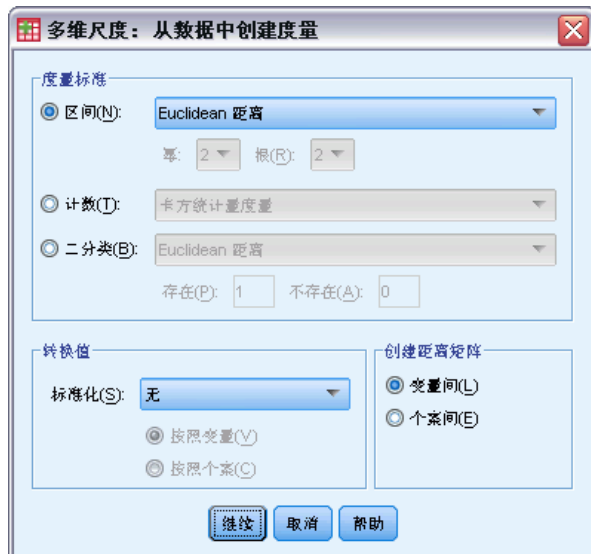 多维尺度：从数据中创建度量
度量标准
区间(N): Euclidean 距离
幂: 2 根(R): 2
计数(T): 卡方统计量度量
二分类(B): Euclidean 距离
存在(P): 1 不存在(A): 0
转换值
标准化(S): 无
按照变量(V)
按照个案(C)
创建距离矩阵
变量间(L)
个案间(E)
继续 取消 帮助